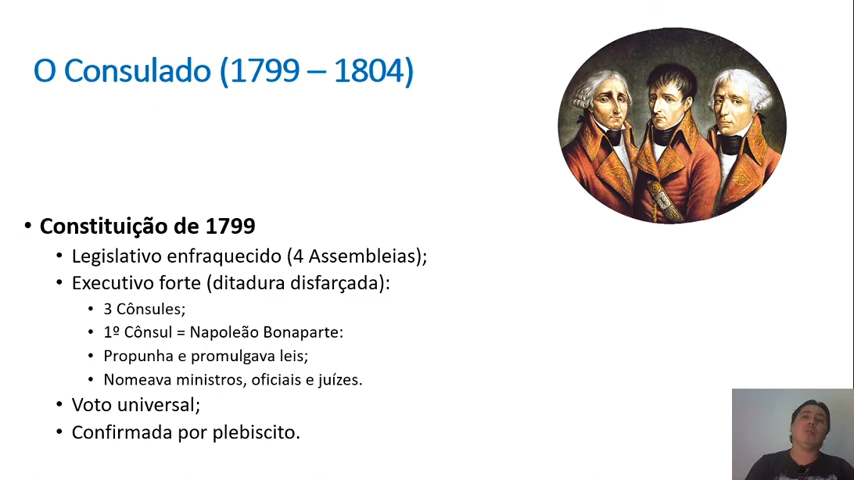 O Consulado (1799 – 1804)
• Constituição de 1799
• Legislativo enfraquecido (4 Assembleias);
• Executivo forte (ditadura disfarçada):
• 3 Cônsules;
• 1º Cônsul = Napoleão Bonaparte:
• Propunha e promulgava leis;
• Nomeava ministros, oficiais e juízes.
• Voto universal;
• Confirmada por plebiscito.